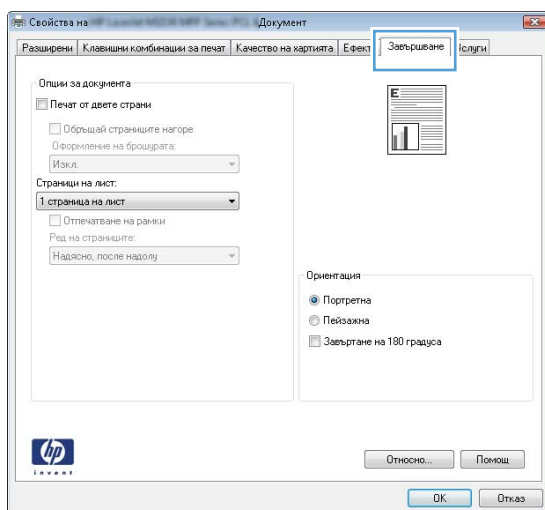 Свойства на Документ
Разширени Клавишни комбинации за печат Качество на хартията Ефект Завършване слуги
Опции за документа
Печат от двете страни
Обръщай страниците нагоре
Оформление на брошурата:
Изкл.
Страници на лист:
1 страница на лист
Отпечатване на рамки
Ред на страниците:
Надясно, после надолу
E
Ориентация
Портретна
Пейзажна
Завъртане на 180 градуса
hp
invent
Относно... Помощ
OK Отказ